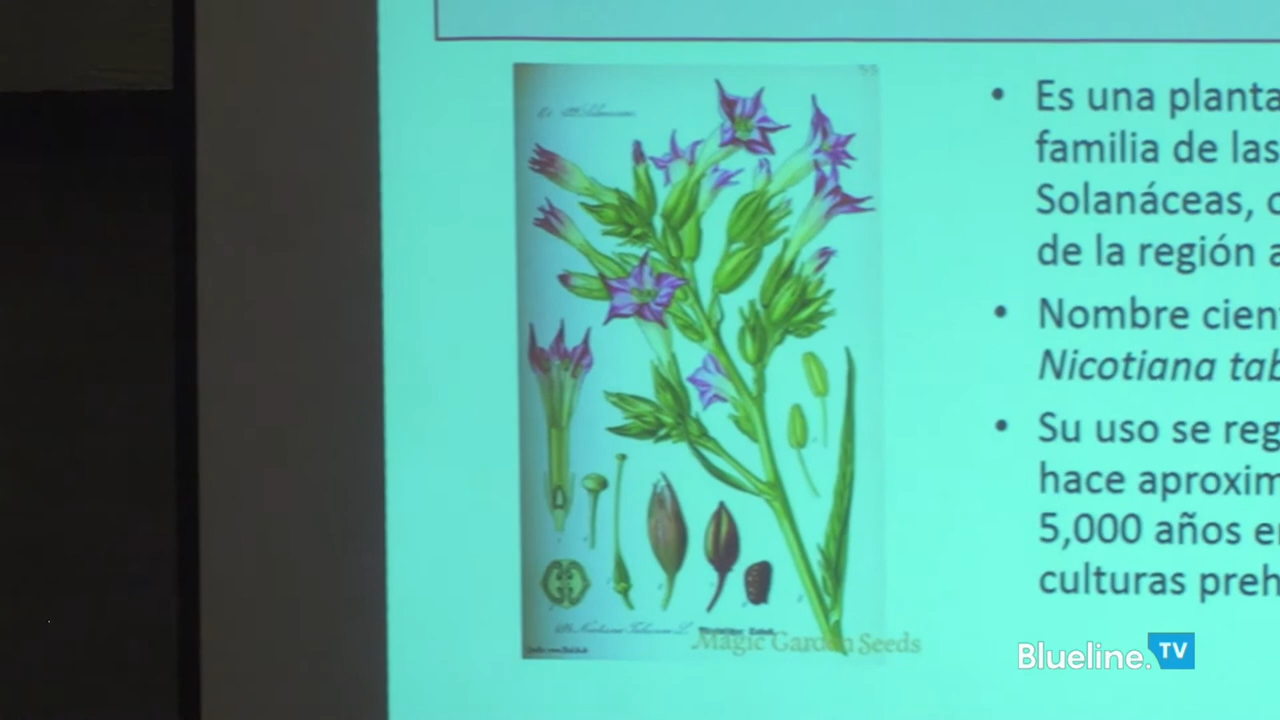 Es una planta
familia de las
Solanáceas, 
de la región a
Nombre cien
Nicotiana tab
Su uso se reg
hace aproxim
5,000 años e
culturas preh
Magic Garden Seeds
Blueline.TV